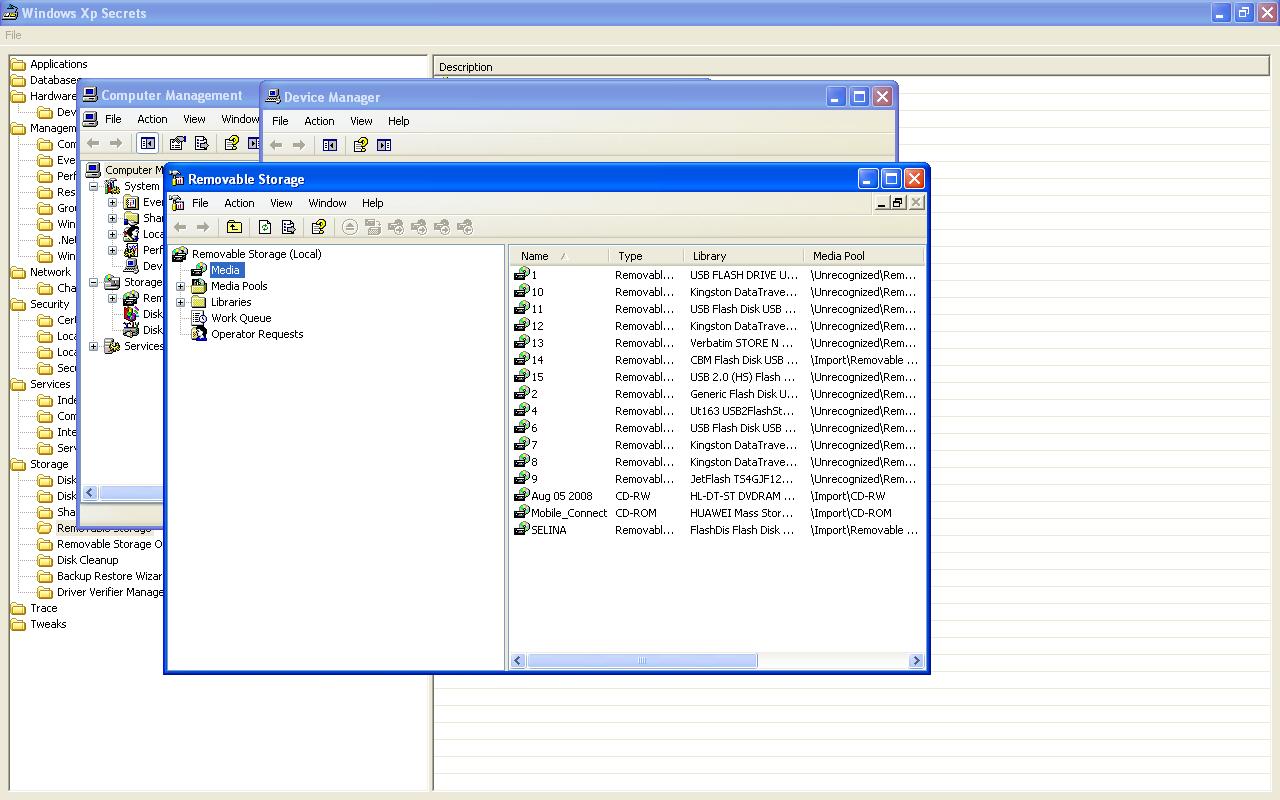 Windows Xp Secrets
File
Applications
Databases
Hardware
Dev
Managem
Com
Eve
Perf
Res
Grou
Win
.Net
Win
Network
Cha
Security
Cert
Loca
Loca
Secu
Services
Inde
Com
Inte
Serv
Storage
Disk
Disk
Sha
Removable Storage
Removable Storage O
Disk Cleanup
Backup Restore Wizar
Driver Verifier Manage
Trace
Tweaks
Description
Computer Management
File Action View Window
Computer M
System
Eve
Shar
Loca
Perf
Dev
Storage
Rem
Disk
Disk
Services
Device Manager
File Action View Help
Removable Storage
File Action View Window Help
Removable Storage (Local)
Media
Media Pools
Libraries
Work Queue
Operator Requests
Name Type Library Media Pool
1 Removabl... USB FLASH DRIVE U... \Unrecognized\Rem...
10 Removabl... Kingston DataTrave... \Unrecognized\Rem...
11 Removabl... USB Flash Disk USB ... \Unrecognized\Rem...
12 Removabl... Kingston DataTrave... \Unrecognized\Rem...
13 Removabl... Verbatim STORE N ... \Unrecognized\Rem...
14 Removabl... CBM Flash Disk USB ... \Import\Removable ...
15 Removabl... USB 2.0 (HS) Flash ... \Unrecognized\Rem...
2 Removabl... Generic Flash Disk U... \Unrecognized\Rem...
4 Removabl... Ut163 USB2FlashSt... \Unrecognized\Rem...
6 Removabl... USB Flash Disk USB ... \Unrecognized\Rem...
7 Removabl... Kingston DataTrave... \Unrecognized\Rem...
8 Removabl... Kingston DataTrave... \Unrecognized\Rem...
9 Removabl... JetFlash TS4GJF12... \Unrecognized\Rem...
Aug 05 2008 CD-RW HL-DT-ST DVDRAM ... \Import\CD-RW
Mobile_Connect CD-ROM HUAWEI Mass Stor... \Import\CD-ROM
SELINA Removabl... FlashDis Flash Disk ... \Import\Removable ...